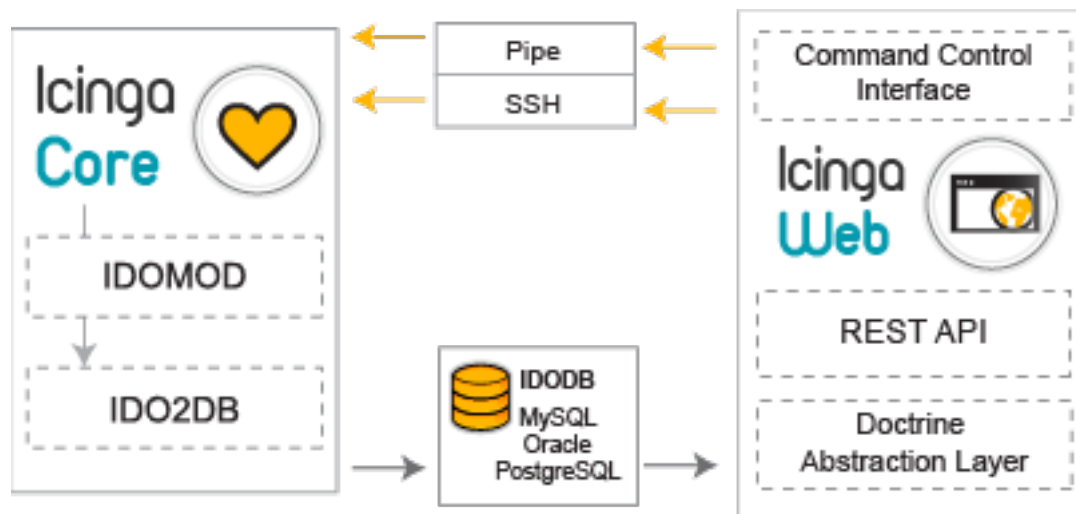 Icinga
Core
IDOMOD
IDO2DB
Pipe
SSH
IDODB
MySQL
Oracle
PostgreSQL
Command Control
Interface
Icinga
Web
REST API
Doctrine
Abstraction Layer